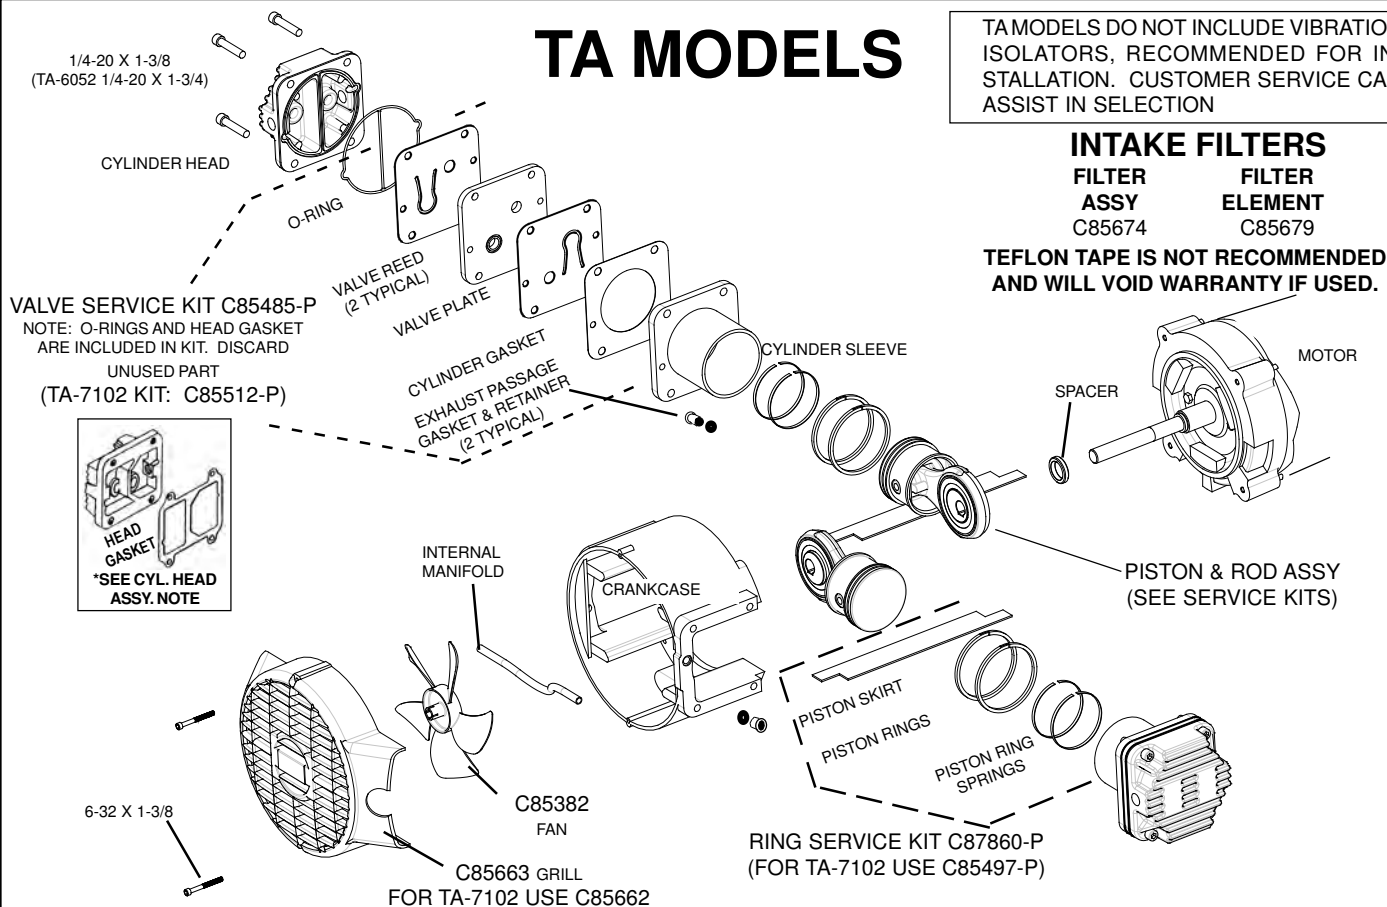 TA MODELS
TA MODELS DO NOT INCLUDE VIBRATIO
ISOLATORS, RECOMMENDED FOR IN
STALLATION. CUSTOMER SERVICE CA
ASSIST IN SELECTION
INTAKE FILTERS
FILTER ASSY
C85674
FILTER ELEMENT
C85679
TEFLON TAPE IS NOT RECOMMENDED
AND WILL VOID WARRANTY IF USED.
1/4-20 X 1-3/8
(TA-6052 1/4-20 X 1-3/4)
CYLINDER HEAD
O-RING
VALVE REED
(2 TYPICAL)
VALVE PLATE
CYLINDER GASKET
EXHAUST PASSAGE
GASKET & RETAINER
(2 TYPICAL)
CYLINDER SLEEVE
VALVE SERVICE KIT C85485-P
NOTE: O-RINGS AND HEAD GASKET
ARE INCLUDED IN KIT. DISCARD
UNUSED PART
(TA-7102 KIT: C85512-P)
HEAD
GASKET
*SEE CYL. HEAD
ASSY. NOTE
MOTOR
SPACER
PISTON & ROD ASSY
(SEE SERVICE KITS)
INTERNAL
MANIFOLD
CRANKCASE
PISTON SKIRT
PISTON RINGS
PISTON RING
SPRINGS
RING SERVICE KIT C87860-P
(FOR TA-7102 USE C85497-P)
C85382
FAN
6-32 X 1-3/8
C85663 GRILL
FOR TA-7102 USE C85662